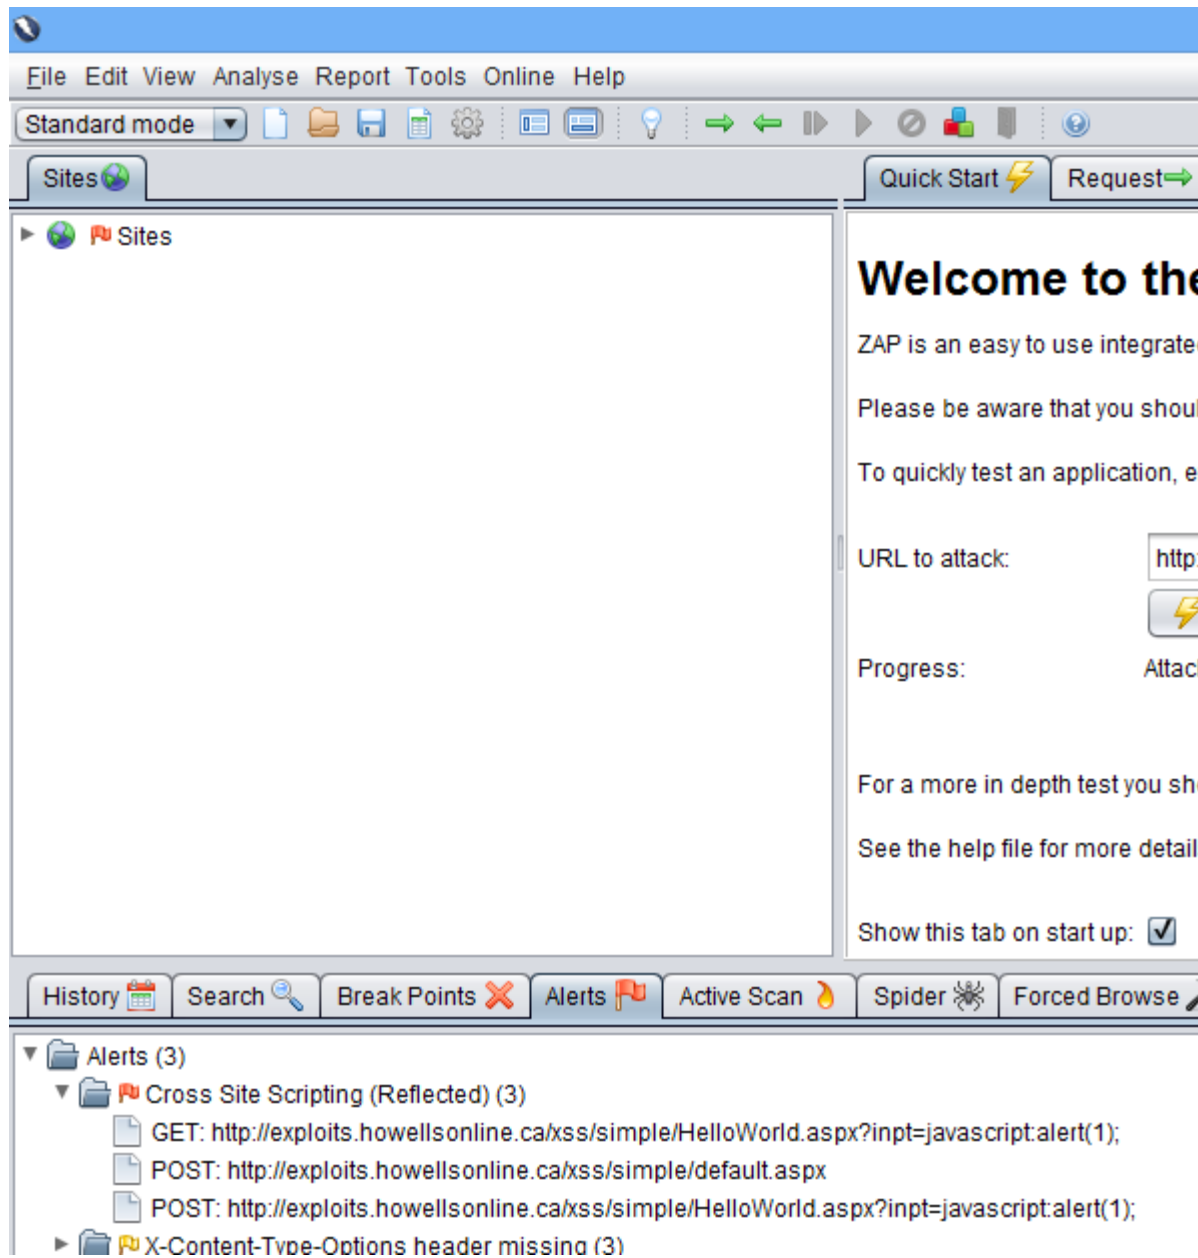 File Edit View Analyse Report Tools Online Help
Standard mode
Sites
Quick Start Request
Sites
Welcome to the
ZAP is an easy to use integrate
Please be aware that you shoul
To quickly test an application, e
URL to attack: http:
Progress: Attac
For a more in depth test you sh
See the help file for more detail
Show this tab on start up:
History Search Break Points Alerts Active Scan Spider Forced Browse
Alerts (3)
Cross Site Scripting (Reflected) (3)
GET: http://exploits.howellsonline.ca/xss/simple/HelloWorld.aspx?inpt=javascript:alert(1);
POST: http://exploits.howellsonline.ca/xss/simple/default.aspx
POST: http://exploits.howellsonline.ca/xss/simple/HelloWorld.aspx?inpt=javascript:alert(1);
X-Content-Type-Options header missing (3)